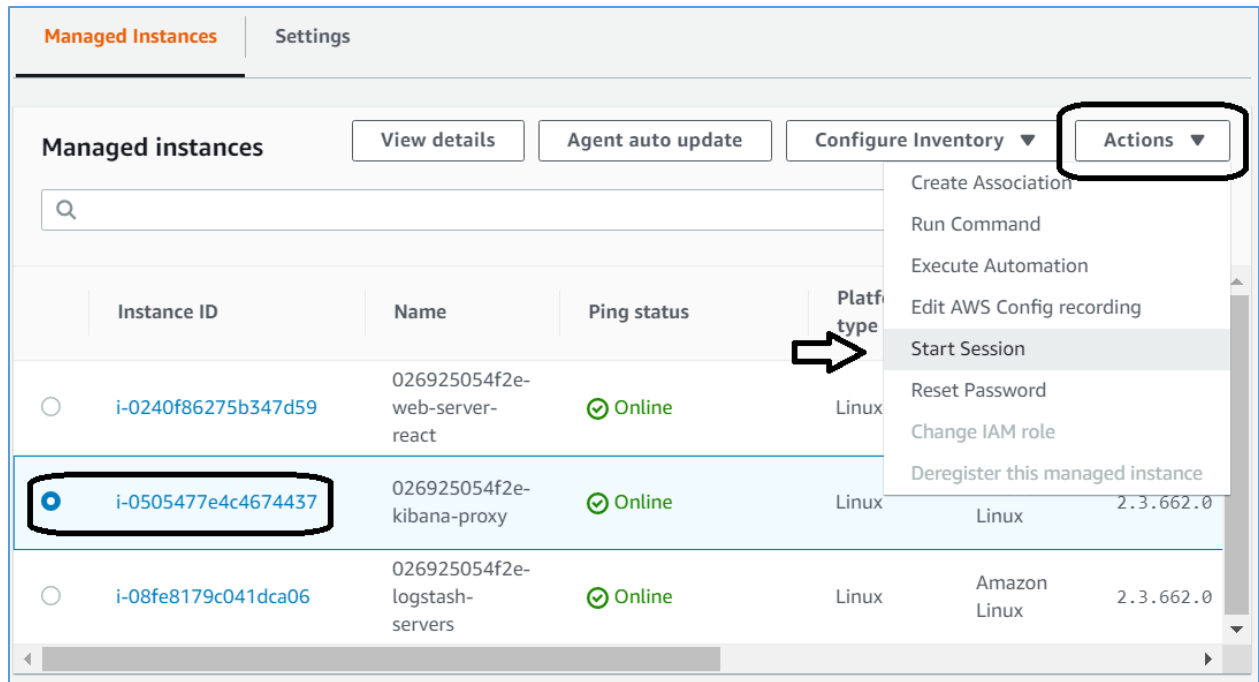 Managed Instances
Settings
Managed instances
View details
Agent auto update
Configure Inventory
Actions
Create Association
Run Command
Execute Automation
Edit AWS Config recording
Start Session
Reset Password
Change IAM role
Deregister this managed instance
Instance ID
Name
Ping status
type
i-0240f86275b347d59
026925054f2e-
web-server-
react
Online
Linux
i-0505477e4c4674437
026925054f2e-
kibana-proxy
Online
Linux
Linux
2.3.662.0
i-08fe8179c041dca06
026925054f2e-
logstash-
servers
Online
Linux
Amazon
Linux
2.3.662.0